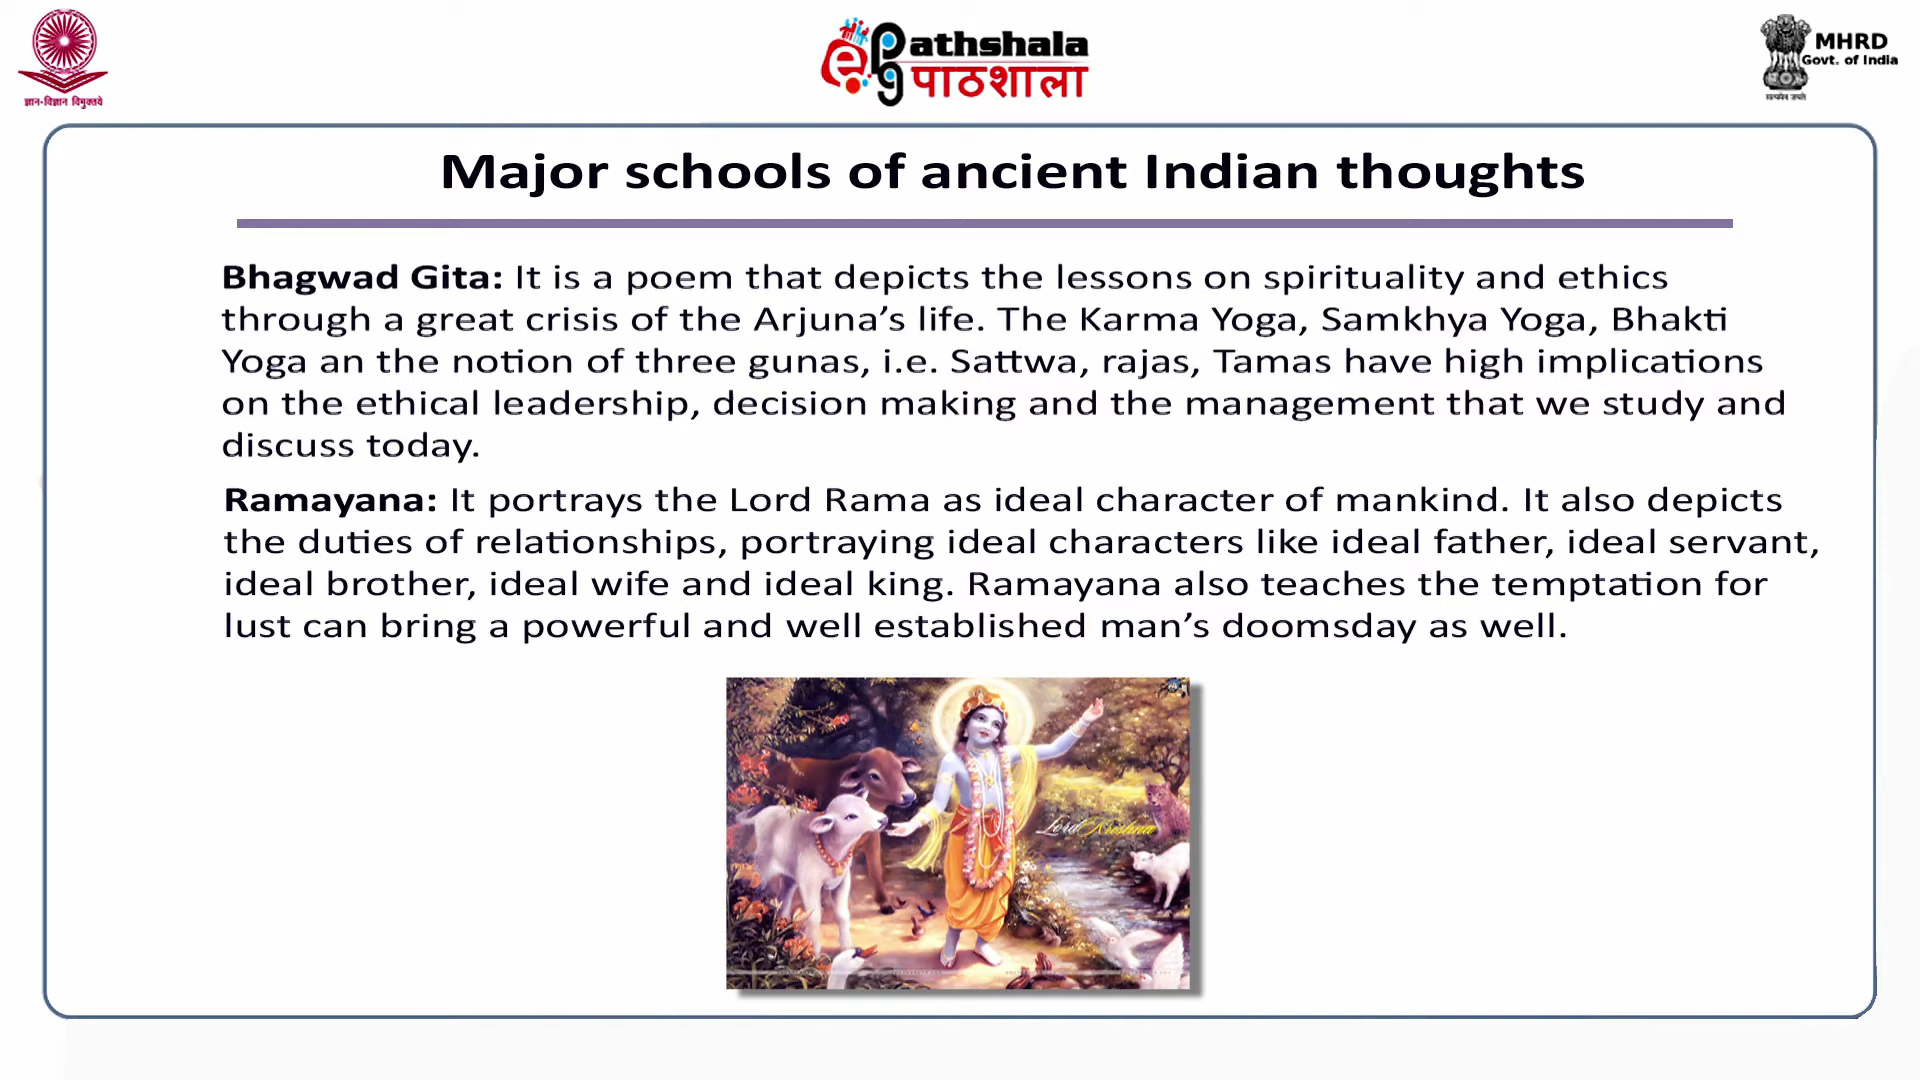 ज्ञान-विज्ञान विमुक्तये
ePG Pathshala
पाठशाला
MHRD
Govt. of India
सत्यमेव जयते
Major schools of ancient Indian thoughts
Bhagwad Gita: It is a poem that depicts the lessons on spirituality and ethics
through a great crisis of the Arjuna’s life. The Karma Yoga, Samkhya Yoga, Bhakti
Yoga an the notion of three gunas, i.e. Sattwa, rajas, Tamas have high implications
on the ethical leadership, decision making and the management that we study and
discuss today.
Ramayana: It portrays the Lord Rama as ideal character of mankind. It also depicts
the duties of relationships, portraying ideal characters like ideal father, ideal servant,
ideal brother, ideal wife and ideal king. Ramayana also teaches the temptation for
lust can bring a powerful and well established man’s doomsday as well.
Lord Krishna